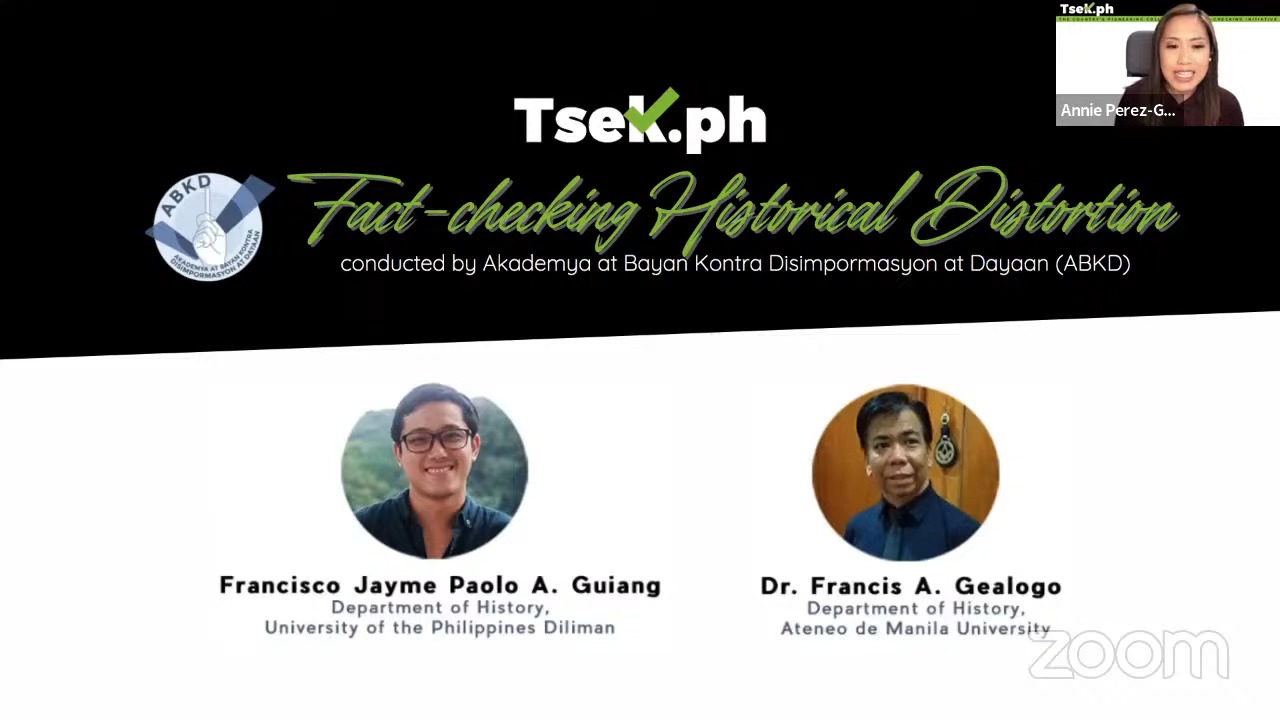 Tsek.ph
Annie Perez-G...
Tsek.ph
ABKD
AKADEMYA AT BAYAN KONTRA
DISIMPORMASYON AT DAYAAN
Fact-checking Historical Distortion
conducted by Akademya at Bayan Kontra Disimpormasyon at Dayaan (ABKD)
Francisco Jayme Paolo A. Guiang
Department of History,
University of the Philippines Diliman
Dr. Francis A. Gealogo
Department of History,
Ateneo de Manila University
zoom